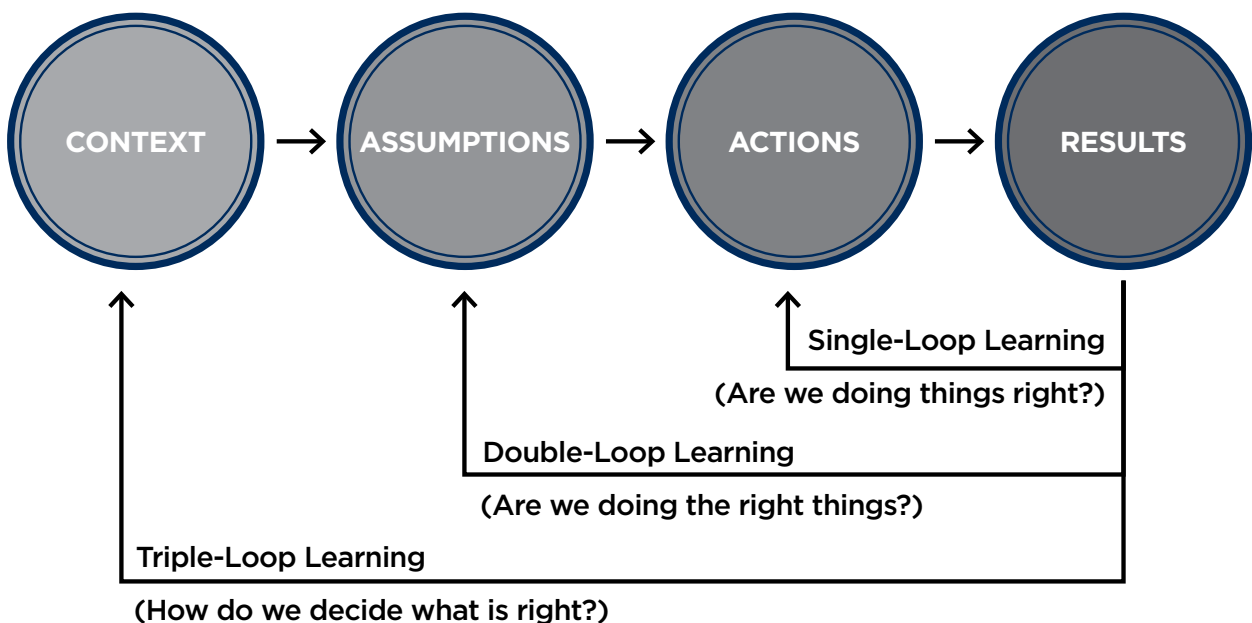 CONTEXT
ASSUMPTIONS
ACTIONS
RESULTS
Single-Loop Learning
(Are we doing things right?)
Double-Loop Learning
(Are we doing the right things?)
Triple-Loop Learning
(How do we decide what is right?)